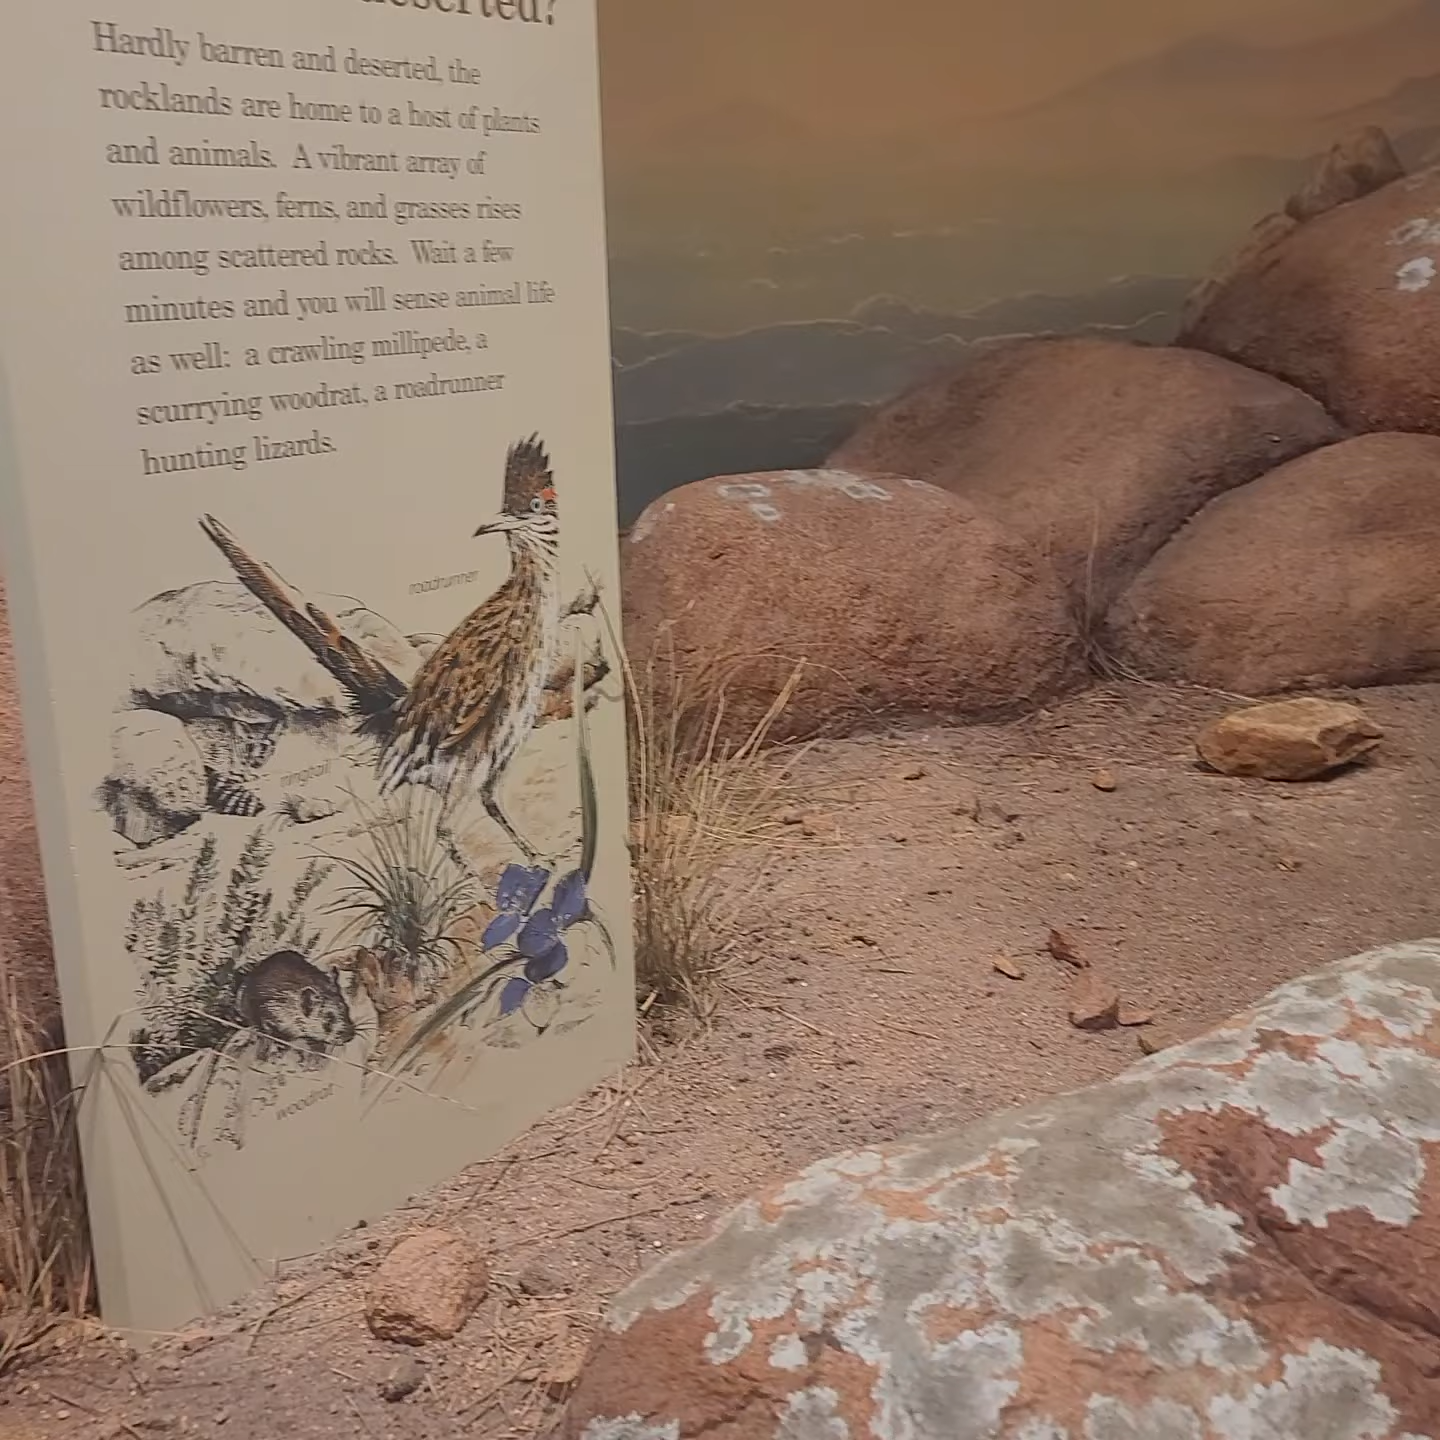 deserted?
Hardly barren and deserted, the
rocklands are home to a host of plants
and animals. A vibrant array of
wildflowers, ferns, and grasses rises
among scattered rocks. Wait a few
minutes and you will sense animal life
as well: a crawling millipede, a
scurrying woodrat, a roadrunner
hunting lizards.
roadrunner
ringtail
woodrat